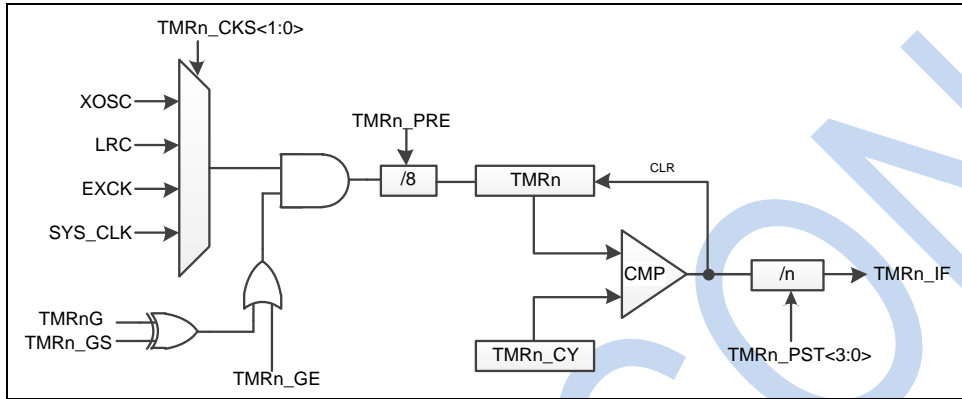 TMRn_CKS<1:0>
XOSC
LRC
EXCK
SYS_CLK
TMRn_PRE
/8
TMRn
CLR
CMP
/n
TMRn_IF
TMRnG
TMRn_GS
TMRn_GE
TMRn_CY
TMRn_PST<3:0>